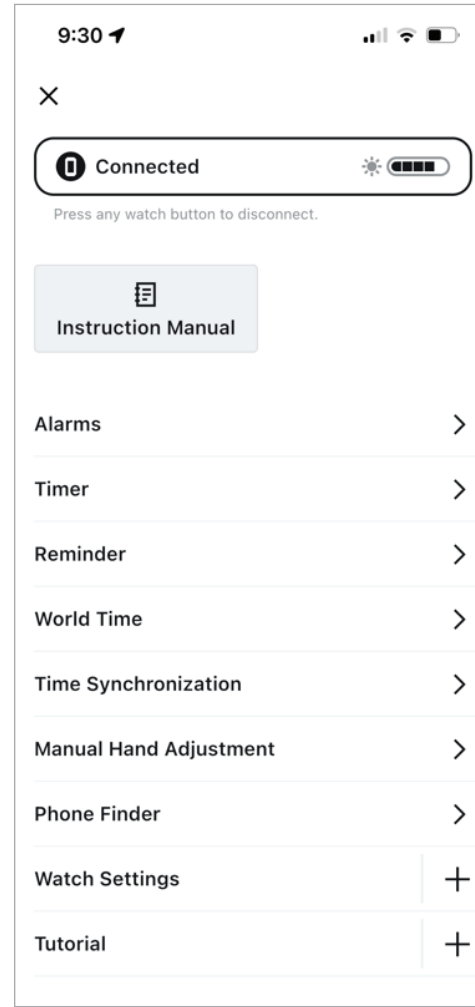 9:30
Connected
Press any watch button to disconnect.
Instruction Manual
Alarms
Timer
Reminder
World Time
Time Synchronization
Manual Hand Adjustment
Phone Finder
Watch Settings
Tutorial